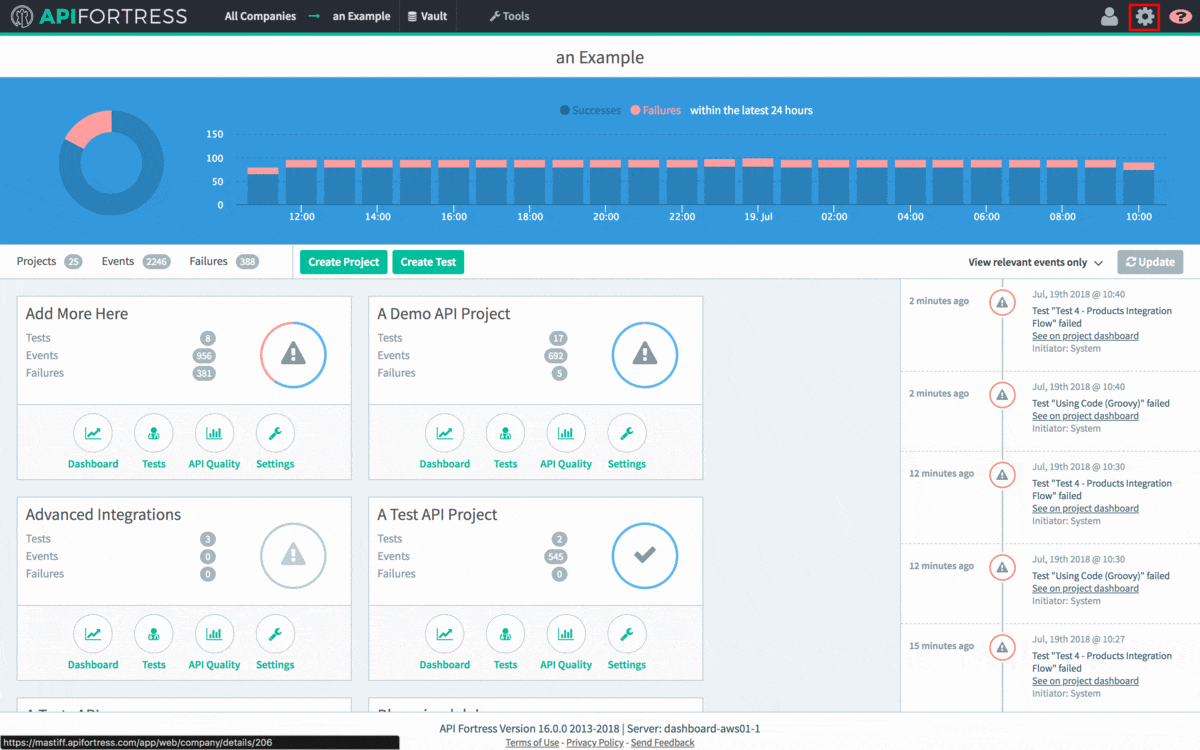 APIFORTRESS
All Companies → an Example
Vault
Tools
?
an Example
Successes Failures within the latest 24 hours
150
100
50
0
12:00 14:00 16:00 18:00 20:00 22:00 19. Jul 02:00 04:00 06:00 08:00 10:00
Projects 25 Events 2246 Failures 388
Create Project Create Test
View relevant events only
Update
Add More Here
Tests 8
Events 956
Failures 381
Dashboard Tests API Quality Settings
A Demo API Project
Tests 17
Events 692
Failures 5
Dashboard Tests API Quality Settings
Advanced Integrations
Tests 3
Events 0
Failures 0
Dashboard Tests API Quality Settings
A Test API Project
Tests 2
Events 545
Failures 0
Dashboard Tests API Quality Settings
2 minutes ago
Jul, 19th 2018 @ 10:40
Test "Test 4 - Products Integration
Flow" failed
See on project dashboard
Initiator: System
2 minutes ago
Jul, 19th 2018 @ 10:40
Test "Using Code (Groovy)" failed
See on project dashboard
Initiator: System
12 minutes ago
Jul, 19th 2018 @ 10:30
Test "Test 4 - Products Integration
Flow" failed
See on project dashboard
Initiator: System
12 minutes ago
Jul, 19th 2018 @ 10:30
Test "Using Code (Groovy)" failed
See on project dashboard
Initiator: System
15 minutes ago
Jul, 19th 2018 @ 10:27
Test "Test 4 - Products Integration
Flow" failed
See on project dashboard
Initiator: System
API Fortress Version 16.0.0 2013-2018 | Server: dashboard-aws01-1
Terms of Use - Privacy Policy - Send Feedback
https://mastiff.apifortress.com/app/web/company/details/206